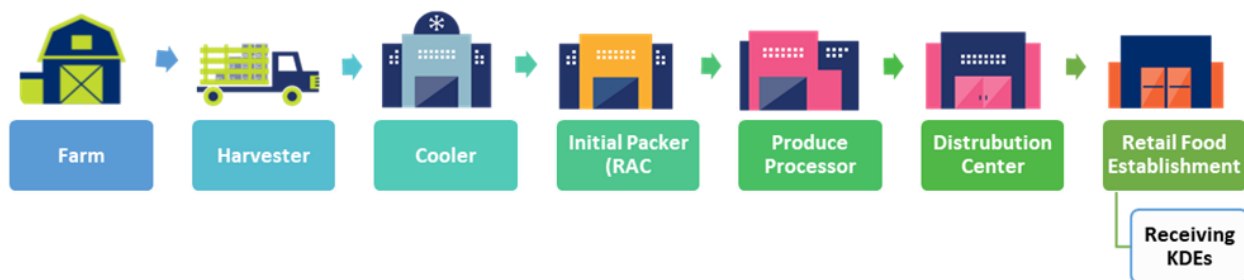 Farm
Harvester
Cooler
Initial Packer
(RAC
Produce
Processor
Distrubution
Center
Retail Food
Establishment
Receiving
KDEs